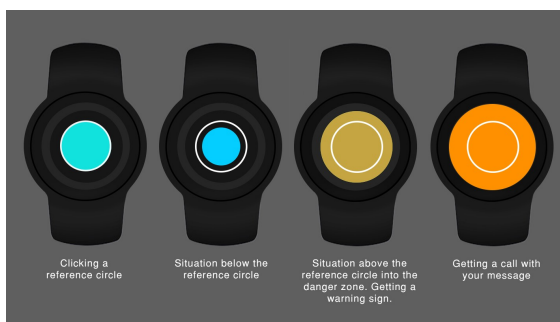 Clicking a
reference circle
Situation below the
reference circle
Situation above the
reference circle into the
danger zone. Getting a
warning sign.
Getting a call with
your message